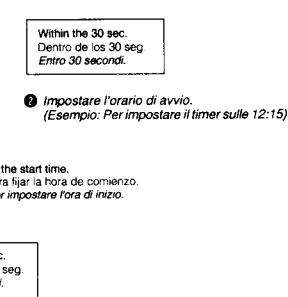 Within the 30 sec.
Dentro de los 30 seg.
Entro 30 secondi.
❷ Impostare l'orario di avvio.
(Esempio: Per impostare il timer sulle 12:15)
the start time.
fijar la hora de comienzo.
impostare l'ora di inizio.
seg.